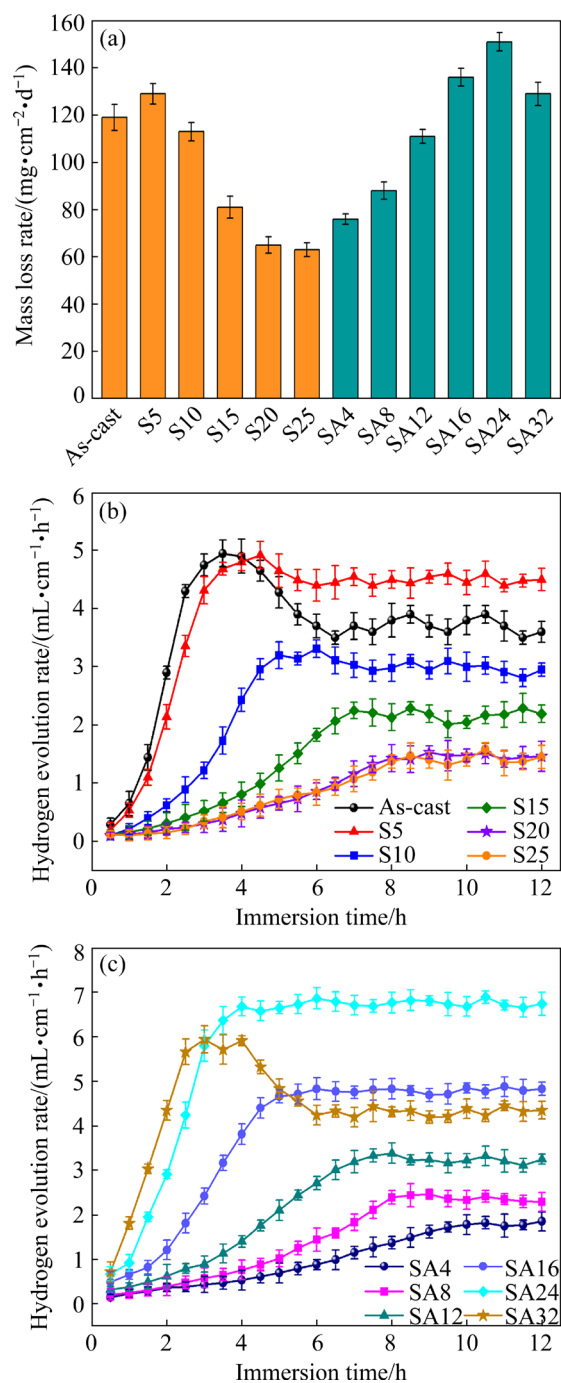 (a)
Mass loss rate/(mg•cm⁻²•d⁻¹)
160
140
120
100
80
60
40
20
0
As-cast
S5
S10
S15
S20
S25
SA4
SA8
SA12
SA16
SA24
SA32
(b)
Hydrogen evolution rate/(mL•cm⁻¹•h⁻¹)
6
5
4
3
2
1
0
As-cast
S15
S5
S20
S10
S25
0 2 4 6 8 10 12
Immersion time/h
(c)
Hydrogen evolution rate/(mL•cm⁻¹•h⁻¹)
8
7
6
5
4
3
2
1
0
SA4
SA16
SA8
SA24
SA12
SA32
0 2 4 6 8 10 12
Immersion time/h